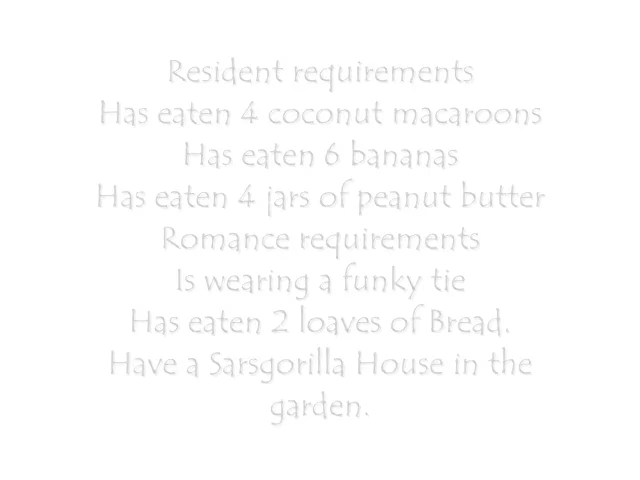 Resident requirements
Has eaten 4 coconut macaroons
Has eaten 6 bananas
Has eaten 4 jars of peanut butter
Romance requirements
Is wearing a funky tie
Has eaten 2 loaves of Bread.
Have a Sarsgorilla House in the
garden.